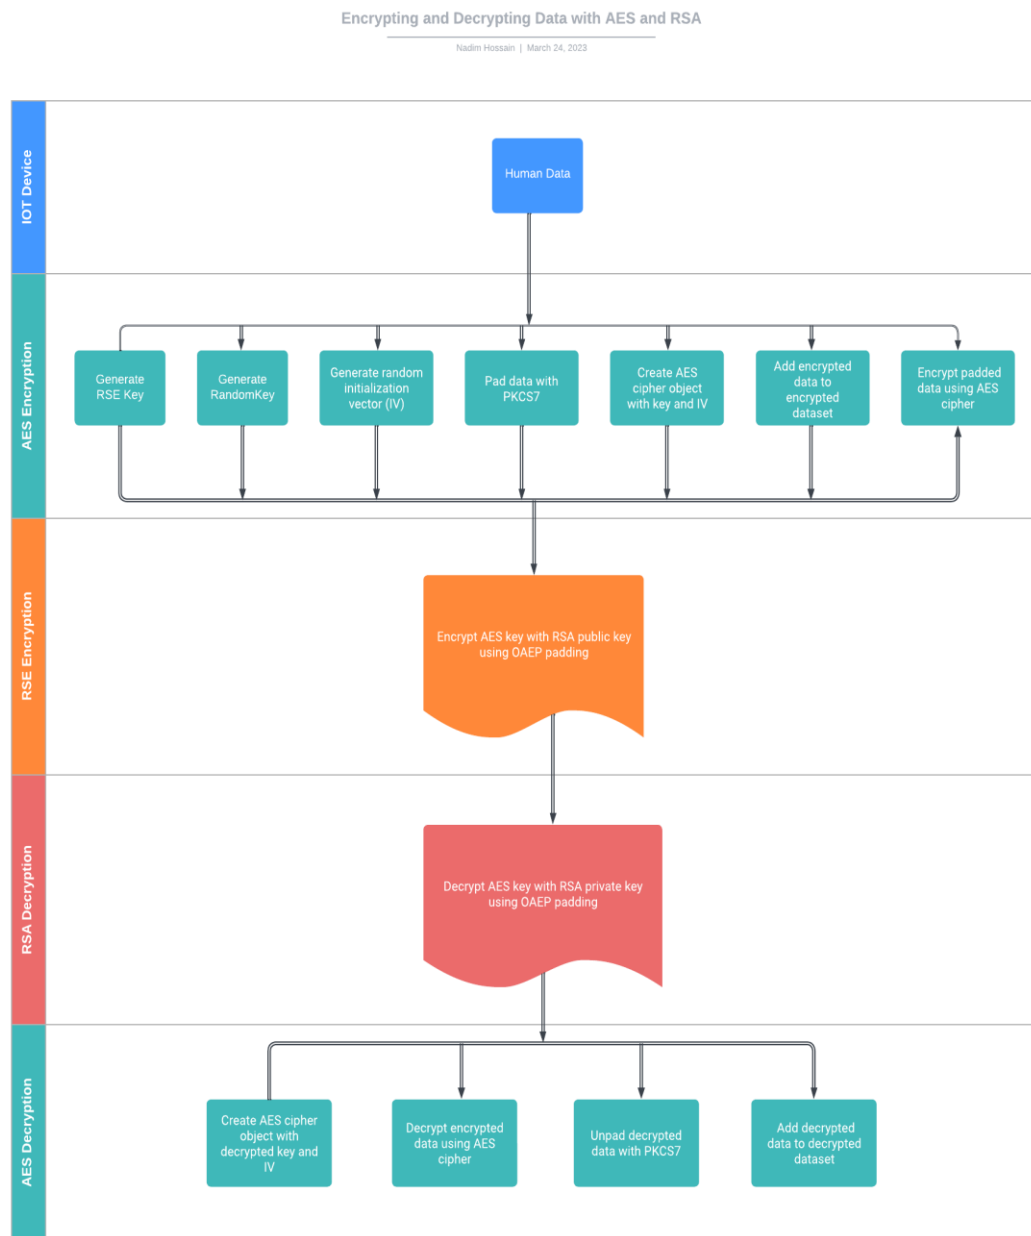 Encrypting and Decrypting Data with AES and RSA
Nadim Hossain | March 24, 2023
IOT Device
Human Data
AES Encryption
Generate
RSE Key
Generate
RandomKey
Generate random
initialization
vector (IV)
Pad data with
PKCS7
Create AES
cipher object
with key and IV
Add encrypted
data to
encrypted
dataset
Encrypt padded
data using AES
cipher
RSE Encryption
Encrypt AES key with RSA public key
using OAEP padding
RSA Decryption
Decrypt AES key with RSA private key
using OAEP padding
AES Decryption
Create AES cipher
object with
decrypted key and
IV
Decrypt encrypted
data using AES
cipher
Unpad decrypted
data with PKCS7
Add decrypted
data to decrypted
dataset